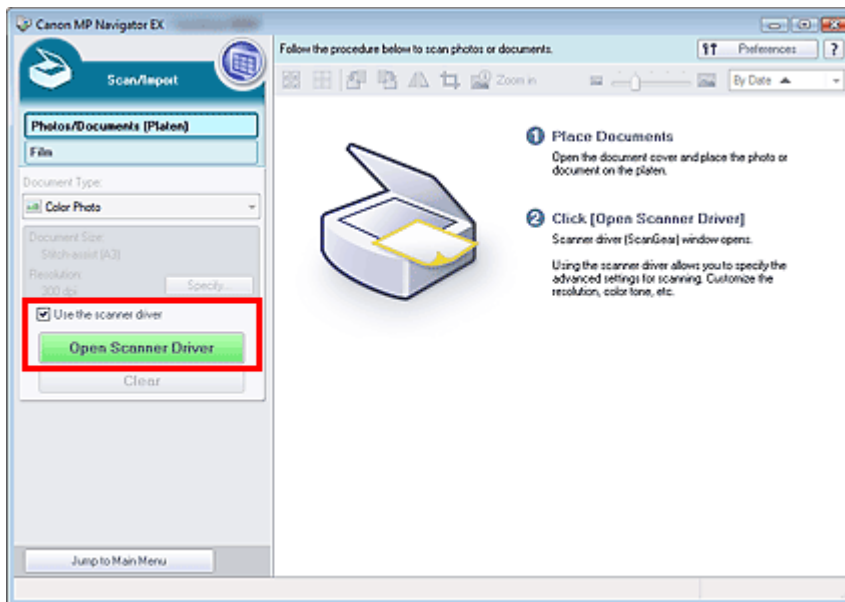 Canon MP Navigator EX
Scan/Import
Photos/Documents (Platen)
Film
Document Type:
Color Photo
Document Size:
Stitch-assist (A3)
Resolution:
300 dpi
Specify...
Use the scanner driver
Open Scanner Driver
Clear
Jump to Main Menu
Follow the procedure below to scan photos or documents.
Preferences
?
Zoom in
By Date
1 Place Documents
Open the document cover and place the photo or
document on the platen.
2 Click [Open Scanner Driver]
Scanner driver (ScanGear) window opens.
Using the scanner driver allows you to specify the
advanced settings for scanning. Customize the
resolution, color tone, etc.